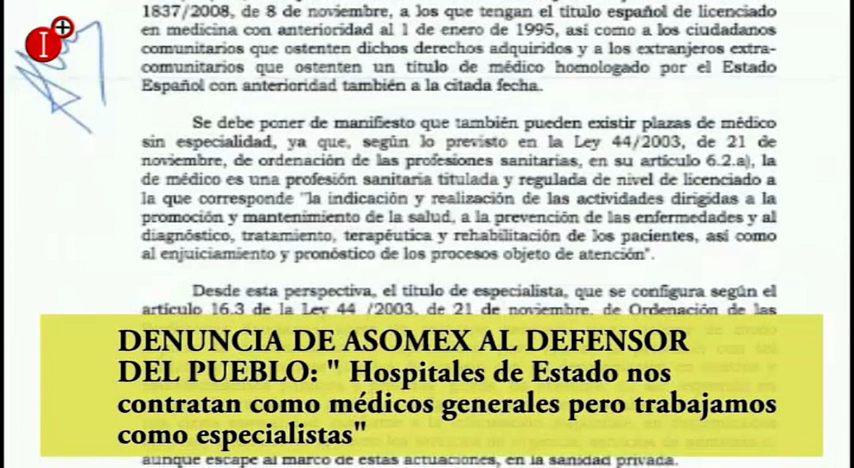 1837/2008, de 8 de noviembre, a los que tengan el título español de licenciado
en medicina con anterioridad al 1 de enero de 1995, así como a los ciudadanos
comunitarios que ostenten dichos derechos adquiridos y a los extranjeros extra-
comunitarios que ostenten un título de médico homologado por el Estado
Español con anterioridad también a la citada fecha.
Se debe poner de manifiesto que también pueden existir plazas de médico
sin especialidad, ya que, según lo previsto en la Ley 44/2003, de 21 de
noviembre, de ordenación de las profesiones sanitarias, en su artículo 6.2.a), la
de médico es una profesión sanitaria titulada y regulada de nivel de licenciado a
la que corresponde "la indicación y realización de las actividades dirigidas a la
promoción y mantenimiento de la salud, a la prevención de las enfermedades y al
diagnóstico, tratamiento, terapéutica y rehabilitación de los pacientes, así como
al enjuiciamiento y pronóstico de los procesos objeto de atención".
Desde esta perspectiva, el título de especialista, que se configura según el
artículo 16.3 de la Ley 44 /2003, de 21 de noviembre, de Ordenación de las
DENUNCIA DE ASOMEX AL DEFENSOR
DEL PUEBLO: " Hospitales de Estado nos
contratan como médicos generales pero trabajamos
como especialistas"
aunque escape al marco de estas actuaciones, en la sanidad privada.